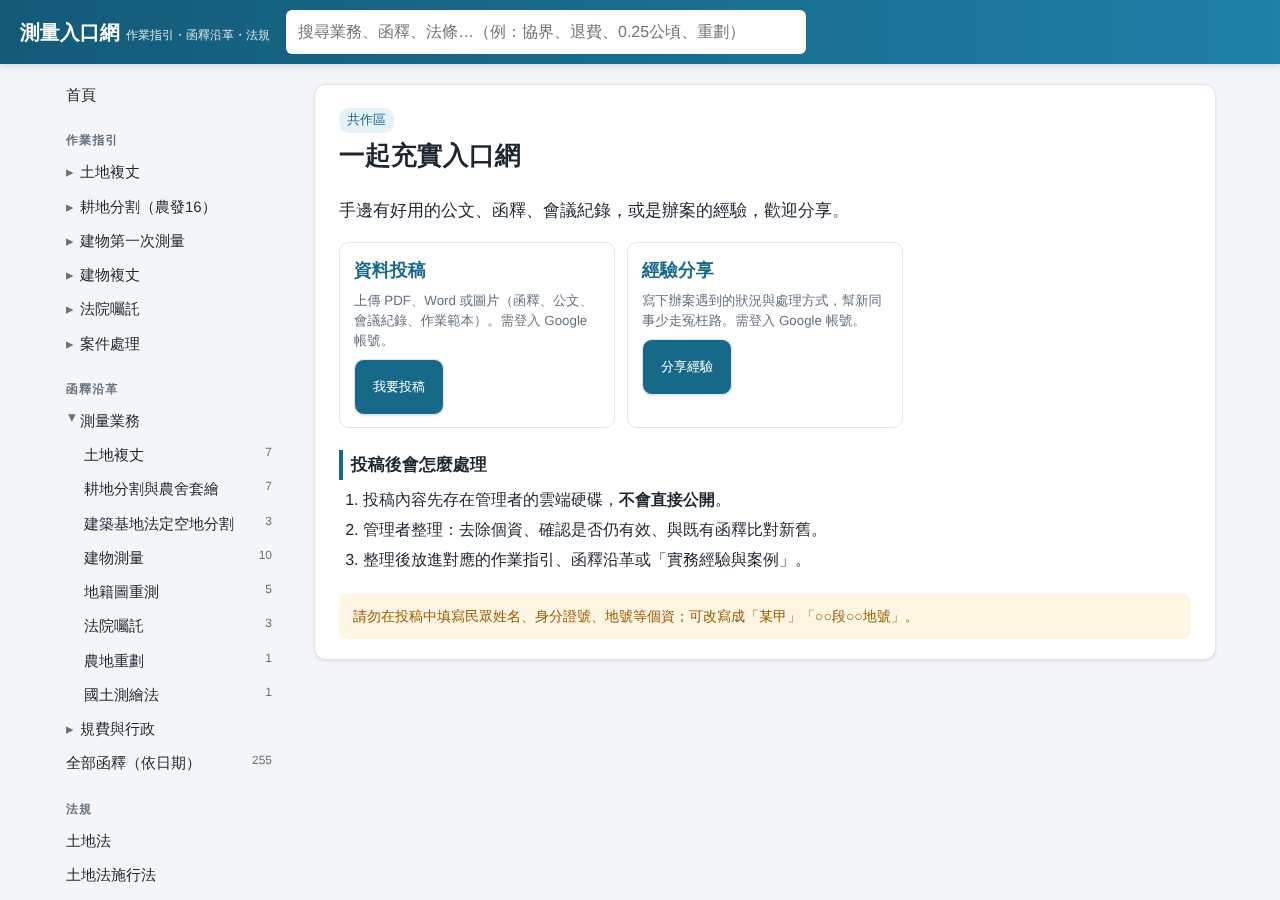 測量入口網 作業指引・函釋沿革・法規
搜尋業務、函釋、法條…（例：協界、退費、0.25公頃、重劃）
首頁
作業指引
▸ 土地複丈
▸ 耕地分割（農發16）
▸ 建物第一次測量
▸ 建物複丈
▸ 法院囑託
▸ 案件處理
函釋沿革
▾ 測量業務
土地複丈 7
耕地分割與農舍套繪 7
建築基地法定空地分割 3
建物測量 10
地籍圖重測 5
法院囑託 3
農地重劃 1
國土測繪法 1
▸ 規費與行政
全部函釋（依日期） 255
法規
土地法
土地法施行法
共作區
一起充實入口網
手邊有好用的公文、函釋、會議紀錄，或是辦案的經驗，歡迎分享。
資料投稿
上傳 PDF、Word 或圖片（函釋、公文、
會議紀錄、作業範本）。需登入 Google
帳號。
我要投稿
經驗分享
寫下辦案遇到的狀況與處理方式，幫新同
事少走冤枉路。需登入 Google 帳號。
分享經驗
投稿後會怎麼處理
1. 投稿內容先存在管理者的雲端硬碟，不會直接公開。
2. 管理者整理：去除個資、確認是否仍有效、與既有函釋比對新舊。
3. 整理後放進對應的作業指引、函釋沿革或「實務經驗與案例」。
請勿在投稿中填寫民眾姓名、身分證號、地號等個資；可改寫成「某甲」「○○段○○地號」。